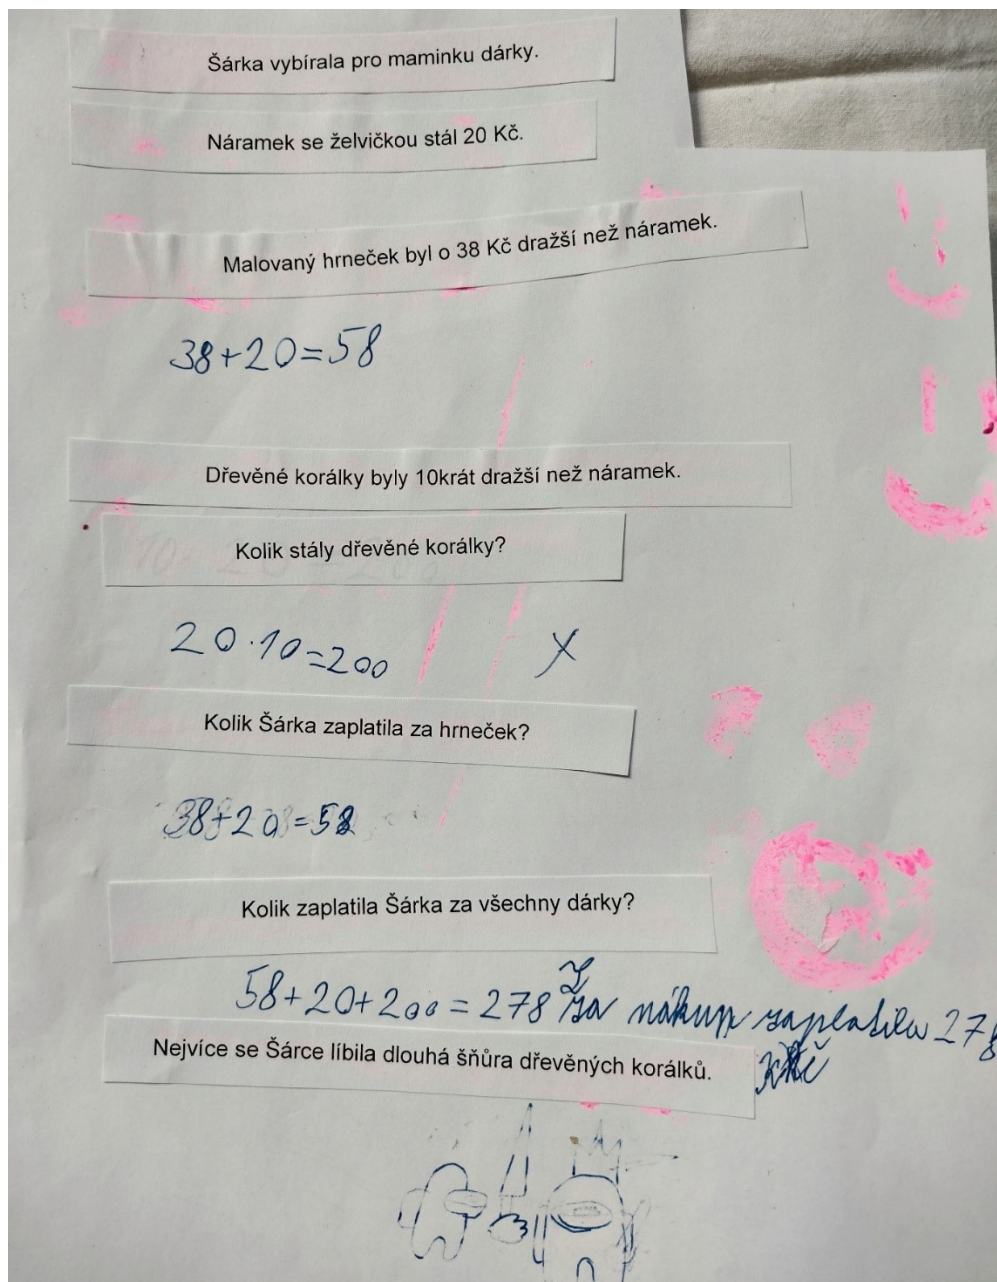 Šárka vybírala pro maminku dárky.
Náramek se želvičkou stál 20 Kč.
Malovaný hrneček byl o 38 Kč dražší než náramek.
38+20=58
Dřevěné korálky byly 10krát dražší než náramek.
Kolik stály dřevěné korálky?
20·10=200
x
Kolik Šárka zaplatila za hrneček?
38+20=58
Kolik zaplatila Šárka za všechny dárky?
58+20+200=278 Za nákup zaplatila 278
Kč
Nejvíce se Šárce líbila dlouhá šňůra dřevěných korálků.